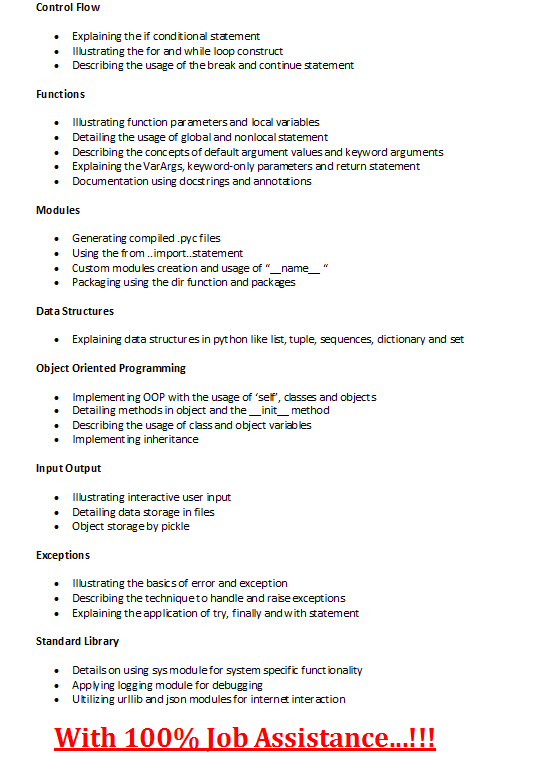 Control Flow
• Explaining the if conditional statement
• Illustrating the for and while loop construct
• Describing the usage of the break and continue statement
Functions
• Illustrating function parameters and local variables
• Detailing the usage of global and nonlocal statement
• Describing the concepts of default argument values and keyword arguments
• Explaining the VarArgs, keyword-only parameters and return statement
• Documentation using docstrings and annotations
Modules
• Generating compiled .pyc files
• Using the from ..import..statement
• Custom modules creation and usage of “__name__ “
• Packaging using the dir function and packages
Data Structures
• Explaining data structures in python like list, tuple, sequences, dictionary and set
Object Oriented Programming
• Implementing OOP with the usage of ‘self’, classes and objects
• Detailing methods in object and the __init__ method
• Describing the usage of class and object variables
• Implementing inheritance
Input Output
• Illustrating interactive user input
• Detailing data storage in files
• Object storage by pickle
Exceptions
• Illustrating the basics of error and exception
• Describing the technique to handle and raise exceptions
• Explaining the application of try, finally and with statement
Standard Library
• Details on using sys module for system specific functionality
• Applying logging module for debugging
• Ultilizing urllib and json modules for internet interaction
With 100% Job Assistance...!!!